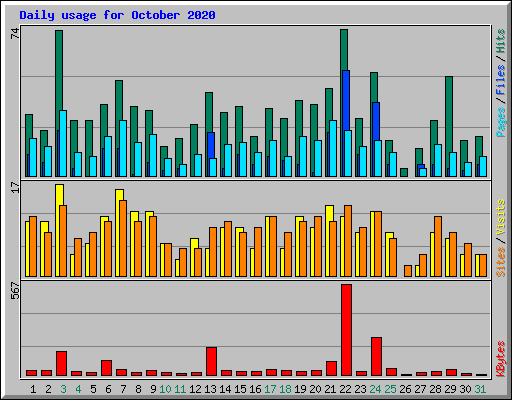 Daily usage for October 2020
74
Pages / Files / Hits
17
Sites / Visits
567
KBytes
1 2 3 4 5 6 7 8 9 10 11 12 13 14 15 16 17 18 19 20 21 22 23 24 25 26 27 28 29 30 31